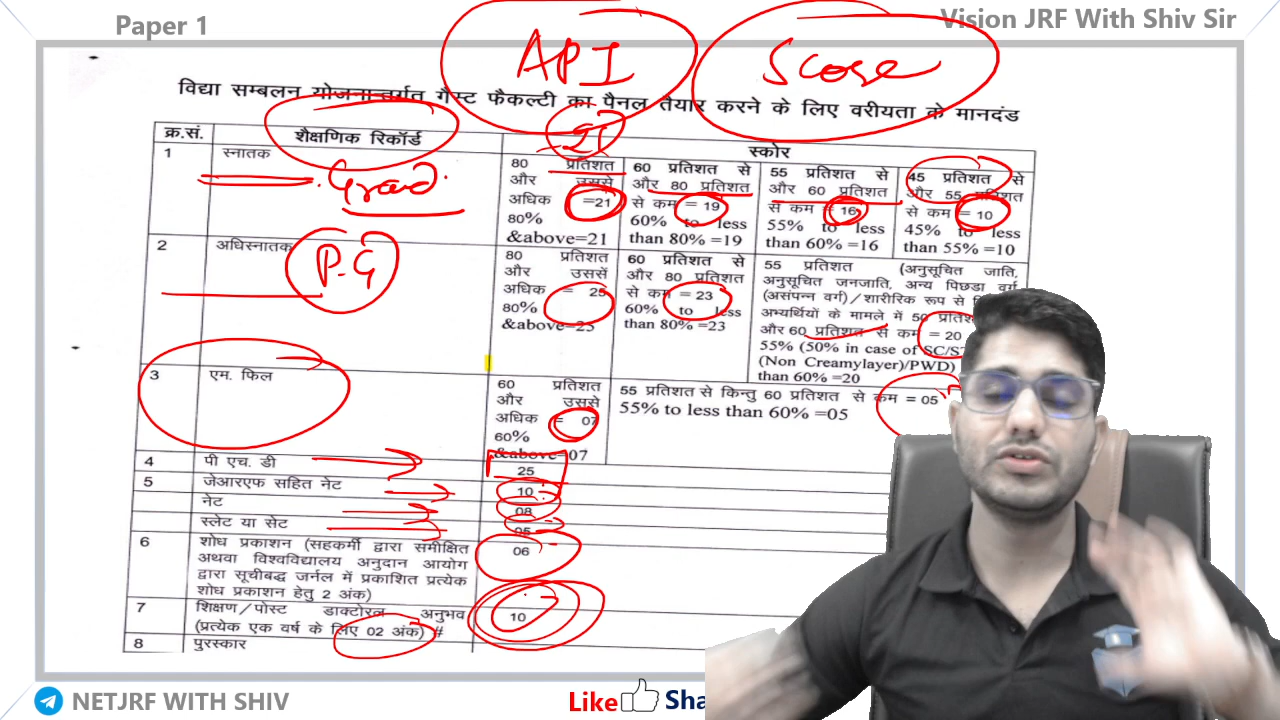 Paper 1
Vision JRF With Shiv Sir
API
Score
विद्या सम्बलन योजनान्तर्गत गैस्ट फैकल्टी का पैनल तैयार करने के लिए वरीयता के मानदंड
21
क्र.सं.
शैक्षणिक रिकॉर्ड
स्कोर
1
स्नातक
Grad.
80 प्रतिशत
और उससे
अधिक =21
80%
&above=21
60 प्रतिशत से
और 80 प्रतिशत
से कम = 19
60% to less
than 80% =19
55 प्रतिशत से
और 60 प्रतिशत
से कम = 16
55% to less
than 60% =16
45 प्रतिशत से
और 55 प्रतिशत
से कम = 10
45% to less
than 55% =10
2
अधिस्नातक
P.G
80 प्रतिशत
और उससें
अधिक = 25
80%
&above=25
60 प्रतिशत से
और 80 प्रतिशत
से कम = 23
60% to less
than 80% =23
55 प्रतिशत (अनुसूचित जाति,
अनुसूचित जनजाति, अन्य पिछडा वर्ग
(असंपन्न वर्ग)/शारीरिक रूप से
अभ्यर्थियों के मामले में 50
और 60 प्रतिशत से कम = 20
55% (50% in case of
(Non Creamylayer)/PWD)
than 60% =20
3
एम. फिल
60 प्रतिशत
और उससे
अधिक = 07
60%
&above=07
55 प्रतिशत से किन्तु 60 प्रतिशत से कम = 05
55% to less than 60% =05
4
पी एच. डी
25
5
जेआरएफ सहित नेट
10
नेट
08
स्लेट या सेट
05
6
शोध प्रकाशन (सहकर्मी द्वारा समीक्षित
अथवा विश्वविद्यालय अनुदान आयोग
द्वारा सूचीबद्ध जर्नल में प्रकाशित प्रत्येक
शोध प्रकाशन हेतु 2 अंक)
06
7
शिक्षण/पोस्ट डाक्टोरल अनुभव
(प्रत्येक एक वर्ष के लिए 02 अंक) #
10
8
पुरस्कार
NETJRF WITH SHIV
Like